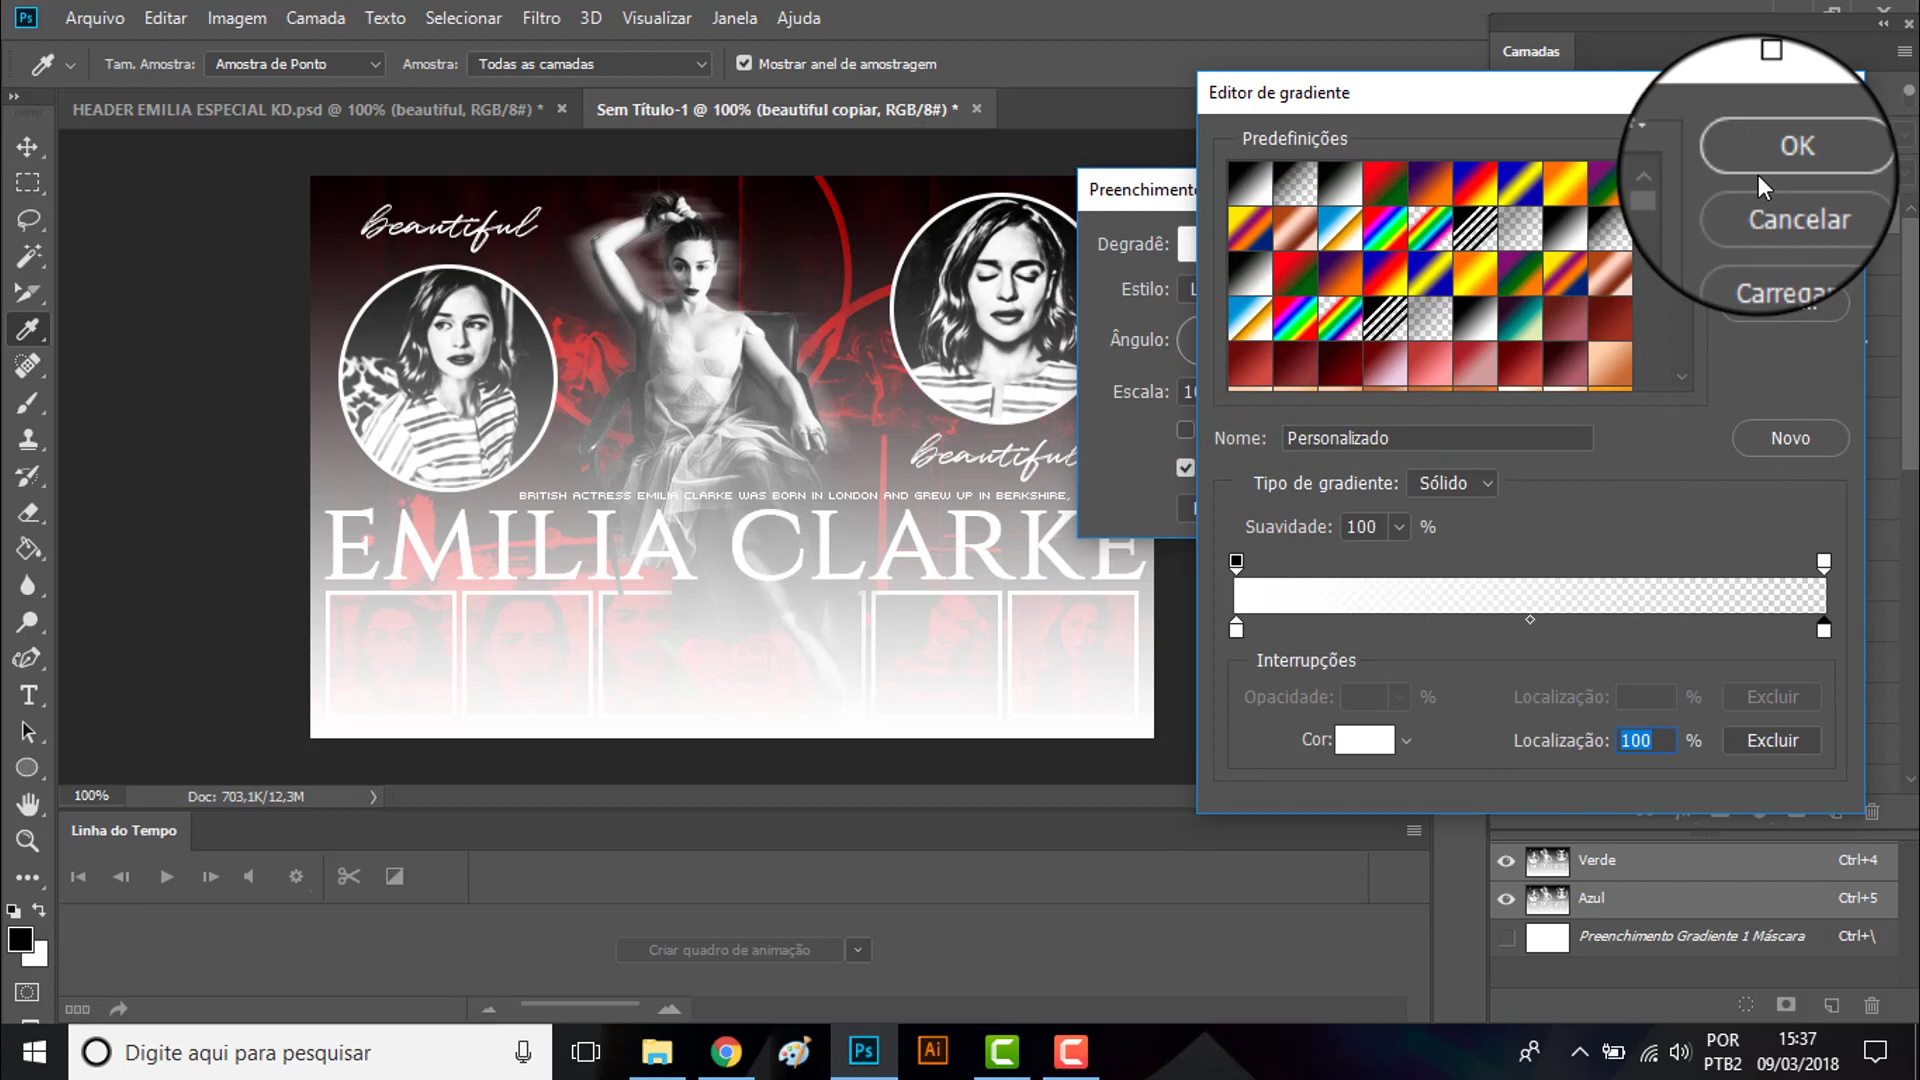 Ps Arquivo Editar Imagem Camada Texto Selecionar Filtro 3D Visualizar Janela Ajuda
Tam. Amostra: Amostra de Ponto Amostra: Todas as camadas Mostrar anel de amostragem
Camadas
HEADER EMILIA ESPECIAL KD.psd @ 100% (beautiful, RGB/8#) * Sem Título-1 @ 100% (beautiful copiar, RGB/8#) *
Editor de gradiente
Predefinições
OK
Cancelar
Carregar
Preenchimento
Degradê:
Estilo:
Ângulo:
Escala:
beautiful
beautiful
BRITISH ACTRESS EMILIA CLARKE WAS BORN IN LONDON AND GREW UP IN BERKSHIRE,
EMILIA CLARKE
Nome: Personalizado Novo
Tipo de gradiente: Sólido
Suavidade: 100 %
Interrupções
Opacidade: % Localização: % Excluir
Cor: Localização: 100 % Excluir
100% Doc: 703,1K/12,3M
Linha do Tempo
Criar quadro de animação
Verde Ctrl+4
Azul Ctrl+5
Preenchimento Gradiente 1 Máscara Ctrl+\
Digite aqui para pesquisar
Ps Ai
POR
PTB2
15:37
09/03/2018